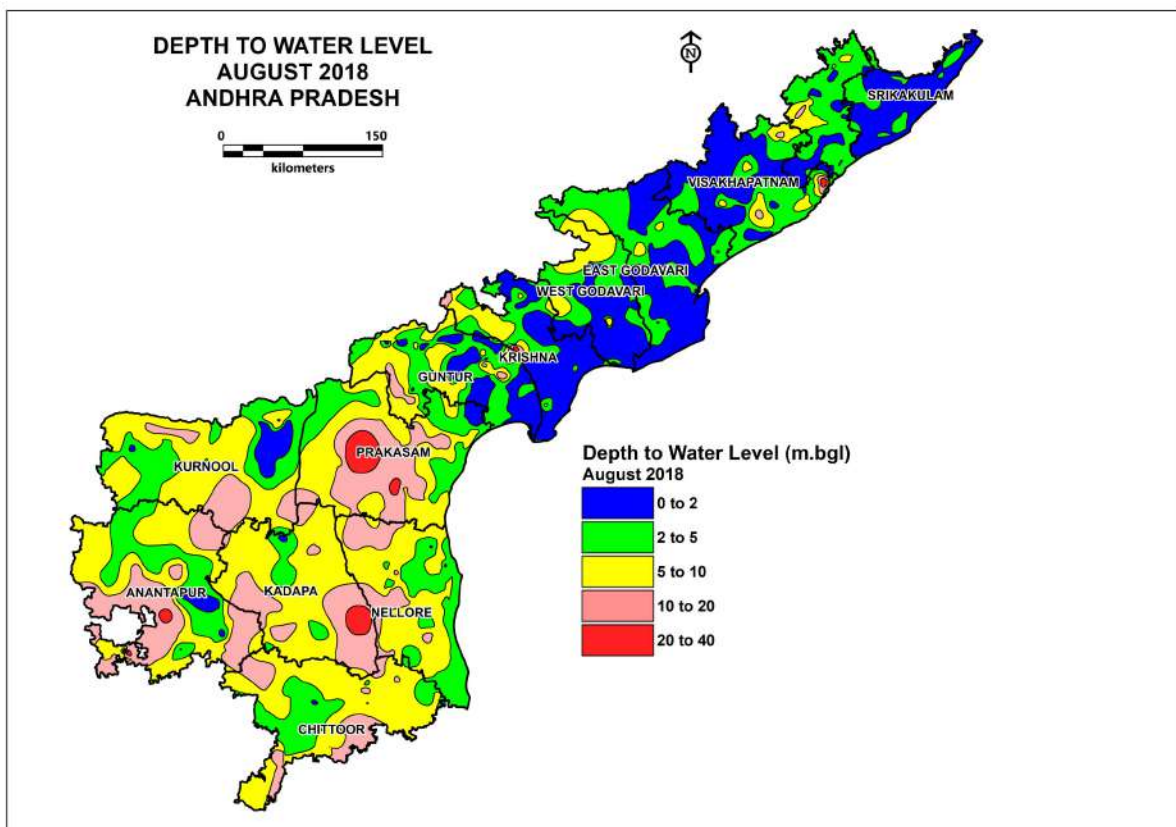 DEPTH TO WATER LEVEL
AUGUST 2018
ANDHRA PRADESH
0 150
kilometers
N
SRIKAKULAM
VISAKHAPATNAM
EAST GODAVARI
WEST GODAVARI
KRISHNA
GUNTUR
PRAKASAM
KURNOOL
ANANTAPUR
KADAPA
NELLORE
CHITTOOR
Depth to Water Level (m.bgl)
August 2018
0 to 2
2 to 5
5 to 10
10 to 20
20 to 40